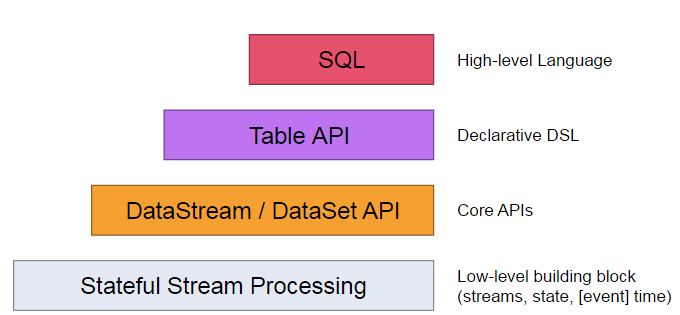 SQL
High-level Language
Table API
Declarative DSL
DataStream / DataSet API
Core APIs
Stateful Stream Processing
Low-level building block
(streams, state, [event] time)